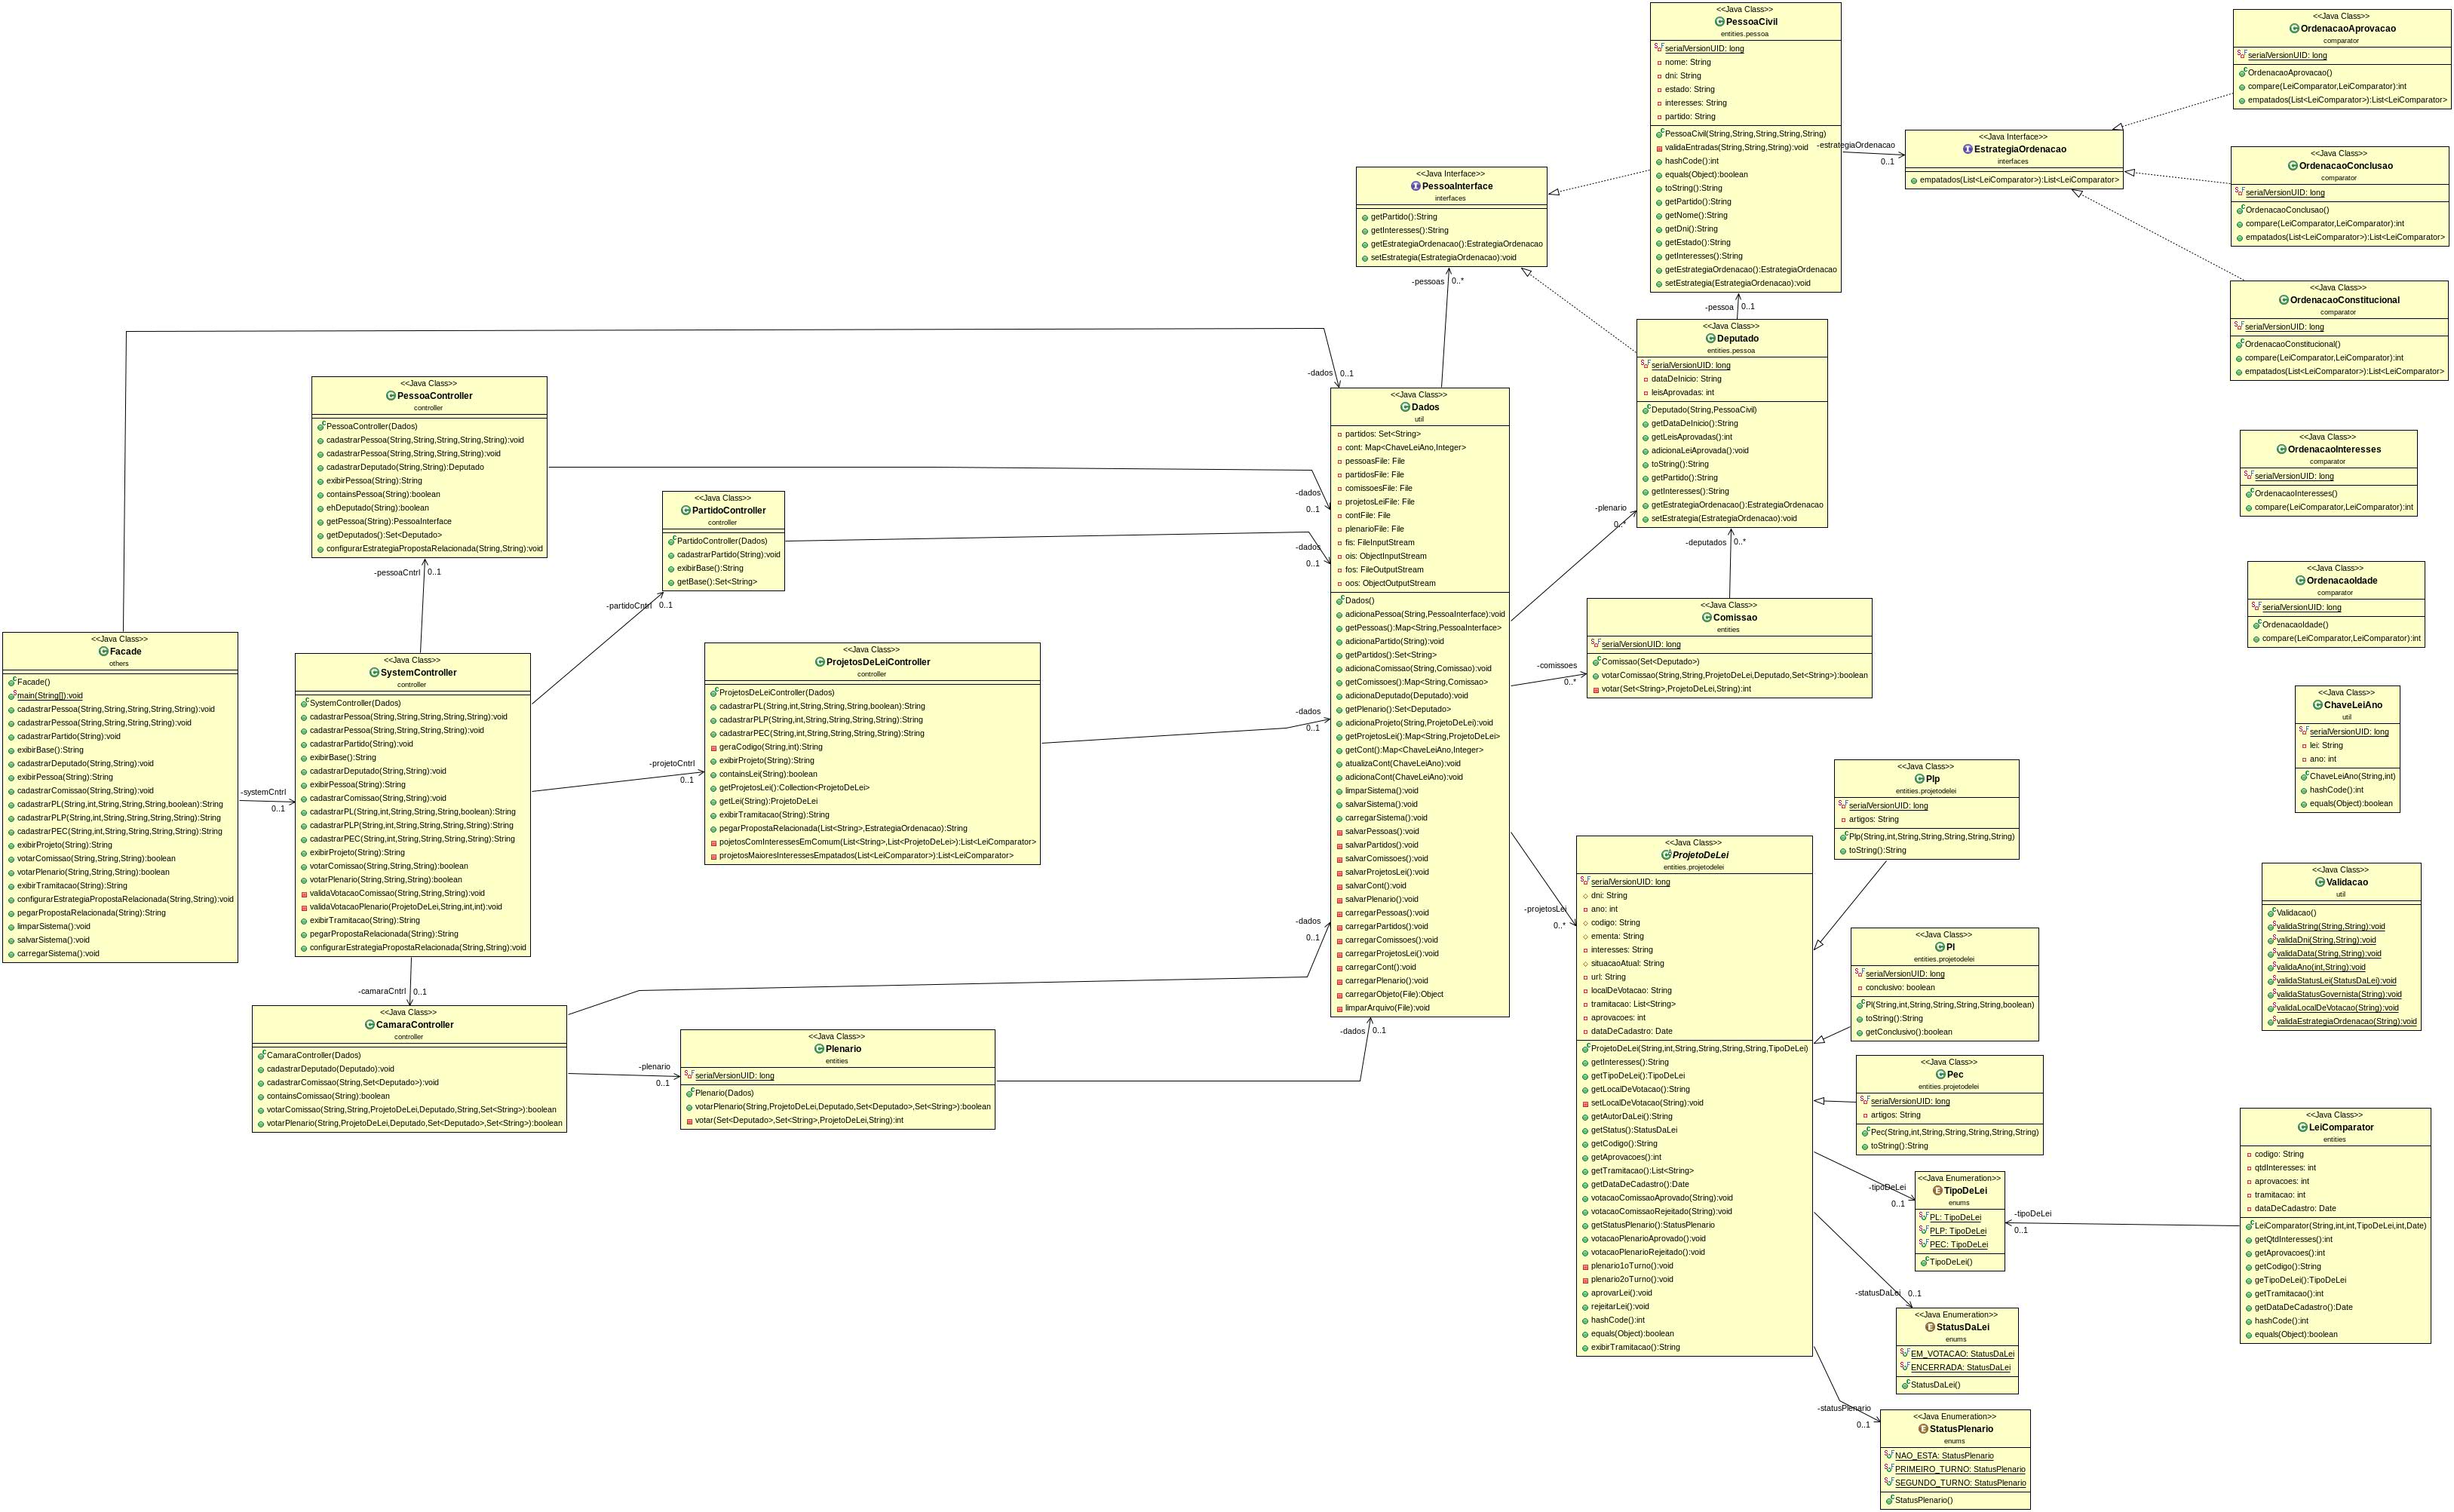 <<Java Class>>
PessoaCivil
entities.pessoa
serialVersionUID: long
nome: String
dni: String
estado: String
interesses: String
partido: String
PessoaCivil(String,String,String,String,String)
validaEntradas(String,String,String):void
hashCode():int
equals(Object):boolean
toString():String
getPartido():String
getNome():String
getDni():String
getEstado():String
getInteresses():String
getEstrategiaOrdenacao():EstrategiaOrdenacao
setEstrategia(EstrategiaOrdenacao):void
-estrategiaOrdenacao
0..1
<<Java Interface>>
EstrategiaOrdenacao
interfaces
empatados(List<LeiComparator>):List<LeiComparator>
<<Java Class>>
OrdenacaoAprovacao
comparator
serialVersionUID: long
OrdenacaoAprovacao()
compare(LeiComparator,LeiComparator):int
empatados(List<LeiComparator>):List<LeiComparator>
<<Java Class>>
OrdenacaoConclusao
comparator
serialVersionUID: long
OrdenacaoConclusao()
compare(LeiComparator,LeiComparator):int
empatados(List<LeiComparator>):List<LeiComparator>
<<Java Class>>
OrdenacaoConstitucional
comparator
serialVersionUID: long
OrdenacaoConstitucional()
compare(LeiComparator,LeiComparator):int
empatados(List<LeiComparator>):List<LeiComparator>
<<Java Interface>>
PessoaInterface
interfaces
getPartido():String
getInteresses():String
getEstrategiaOrdenacao():EstrategiaOrdenacao
setEstrategia(EstrategiaOrdenacao):void
-pessoas
0..*
-pessoa
0..1
<<Java Class>>
Deputado
entities.pessoa
serialVersionUID: long
dataDeInicio: String
leisAprovadas: int
Deputado(String,PessoaCivil)
getDataDeInicio():String
getLeisAprovadas():int
adicionaLeiAprovada():void
toString():String
getPartido():String
getInteresses():String
getEstrategiaOrdenacao():EstrategiaOrdenacao
setEstrategia(EstrategiaOrdenacao):void
-dados
0..1
<<Java Class>>
PessoaController
controller
PessoaController(Dados)
cadastrarPessoa(String,String,String,String,String):void
cadastrarPessoa(String,String,String,String):void
cadastrarDeputado(String,String):Deputado
exibirPessoa(String):String
containsPessoa(String):boolean
ehDeputado(String):boolean
getPessoa(String):PessoaInterface
getDeputados():Set<Deputado>
configurarEstrategiaPropostaRelacionada(String,String):void
-dados
0..1
-pessoaCntrl
0..1
<<Java Class>>
PartidoController
controller
PartidoController(Dados)
cadastrarPartido(String):void
exibirBase():String
getBase():Set<String>
-dados
0..1
-partidoCntrl
0..1
<<Java Class>>
Dados
util
partidos: Set<String>
cont: Map<ChaveLeiAno,Integer>
pessoasFile: File
partidosFile: File
comissoesFile: File
projetosLeiFile: File
contFile: File
plenarioFile: File
fis: FileInputStream
ois: ObjectInputStream
fos: FileOutputStream
oos: ObjectOutputStream
Dados()
adicionaPessoa(String,PessoaInterface):void
getPessoas():Map<String,PessoaInterface>
adicionaPartido(String):void
getPartidos():Set<String>
adicionaComissao(String,Comissao):void
getComissoes():Map<String,Comissao>
adicionaDeputado(Deputado):void
getPlenario():Set<Deputado>
adicionaProjeto(String,ProjetoDeLei):void
getProjetosLei():Map<String,ProjetoDeLei>
getCont():Map<ChaveLeiAno,Integer>
atualizaCont(ChaveLeiAno):void
adicionaCont(ChaveLeiAno):void
limparSistema():void
salvarSistema():void
carregarSistema():void
salvarPessoas():void
salvarPartidos():void
salvarComissoes():void
salvarProjetosLei():void
salvarCont():void
salvarPlenario():void
carregarPessoas():void
carregarPartidos():void
carregarComissoes():void
carregarProjetosLei():void
carregarCont():void
carregarPlenario():void
carregarObjeto(File):Object
limparArquivo(File):void
-plenario
0..*
-deputados
0..*
<<Java Class>>
Comissao
entities
serialVersionUID: long
Comissao(Set<Deputado>)
votarComissao(String,String,ProjetoDeLei,Deputado,Set<String>):boolean
votar(Set<String>,ProjetoDeLei,String):int
-comissoes
0..*
<<Java Class>>
OrdenacaoInteresses
comparator
serialVersionUID: long
OrdenacaoInteresses()
compare(LeiComparator,LeiComparator):int
<<Java Class>>
OrdenacaoIdade
comparator
serialVersionUID: long
OrdenacaoIdade()
compare(LeiComparator,LeiComparator):int
<<Java Class>>
ChaveLeiAno
util
serialVersionUID: long
lei: String
ano: int
ChaveLeiAno(String,int)
hashCode():int
equals(Object):boolean
<<Java Class>>
Validacao
util
Validacao()
validaString(String,String):void
validaDni(String,String):void
validaData(String,String):void
validaAno(int,String):void
validaStatusLei(StatusDaLei):void
validaStatusGovernista(String):void
validaLocalDeVotacao(String):void
validaEstrategiaOrdenacao(String):void
<<Java Class>>
Facade
others
Facade()
main(String[]):void
cadastrarPessoa(String,String,String,String,String):void
cadastrarPessoa(String,String,String,String):void
cadastrarPartido(String):void
exibirBase():String
cadastrarDeputado(String,String):void
exibirPessoa(String):String
cadastrarComissao(String,String):void
cadastrarPL(String,int,String,String,String,boolean):String
cadastrarPLP(String,int,String,String,String,String):String
cadastrarPEC(String,int,String,String,String,String):String
exibirProjeto(String):String
votarComissao(String,String,String):boolean
votarPlenario(String,String,String):boolean
exibirTramitacao(String):String
configurarEstrategiaPropostaRelacionada(String,String):void
pegarPropostaRelacionada(String):String
limparSistema():void
salvarSistema():void
carregarSistema():void
-systemCntrl
0..1
<<Java Class>>
SystemController
controller
SystemController(Dados)
cadastrarPessoa(String,String,String,String,String):void
cadastrarPessoa(String,String,String,String):void
cadastrarPartido(String):void
exibirBase():String
cadastrarDeputado(String,String):void
exibirPessoa(String):String
cadastrarComissao(String,String):void
cadastrarPL(String,int,String,String,String,boolean):String
cadastrarPLP(String,int,String,String,String,String):String
cadastrarPEC(String,int,String,String,String,String):String
exibirProjeto(String):String
votarComissao(String,String,String):boolean
votarPlenario(String,String,String):boolean
validaVotacaoComissao(String,String,String):void
validaVotacaoPlenario(ProjetoDeLei,String,int,int):void
exibirTramitacao(String):String
pegarPropostaRelacionada(String):String
configurarEstrategiaPropostaRelacionada(String,String):void
-projetoCntrl
0..1
<<Java Class>>
ProjetosDeLeiController
controller
ProjetosDeLeiController(Dados)
cadastrarPL(String,int,String,String,String,boolean):String
cadastrarPLP(String,int,String,String,String,String):String
cadastrarPEC(String,int,String,String,String,String):String
geraCodigo(String,int):String
exibirProjeto(String):String
containsLei(String):boolean
getProjetosLei():Collection<ProjetoDeLei>
getLei(String):ProjetoDeLei
exibirTramitacao(String):String
pegarPropostaRelacionada(List<String>,EstrategiaOrdenacao):String
pojetosComInteressesEmComum(List<String>,List<ProjetoDeLei>):List<LeiComparator>
projetosMaioresInteressesEmpatados(List<LeiComparator>):List<LeiComparator>
-dados
0..1
-camaraCntrl
0..1
<<Java Class>>
CamaraController
controller
CamaraController(Dados)
cadastrarDeputado(Deputado):void
cadastrarComissao(String,Set<Deputado>):void
containsComissao(String):boolean
votarComissao(String,String,ProjetoDeLei,Deputado,String,Set<String>):boolean
votarPlenario(String,ProjetoDeLei,Deputado,Set<Deputado>,Set<String>):boolean
-dados
0..1
-plenario
0..1
<<Java Class>>
Plenario
entities
serialVersionUID: long
Plenario(Dados)
votarPlenario(String,ProjetoDeLei,Deputado,Set<Deputado>,Set<String>):boolean
votar(Set<Deputado>,Set<String>,ProjetoDeLei,String):int
-dados
0..1
-projetosLei
0..*
<<Java Class>>
ProjetoDeLei
entities.projetodelei
serialVersionUID: long
dni: String
ano: int
codigo: String
ementa: String
interesses: String
situacaoAtual: String
url: String
localDeVotacao: String
tramitacao: List<String>
aprovacoes: int
dataDeCadastro: Date
ProjetoDeLei(String,int,String,String,String,String,TipoDeLei)
getInteresses():String
getTipoDeLei():TipoDeLei
getLocalDeVotacao():String
setLocalDeVotacao(String):void
getAutorDaLei():String
getStatus():StatusDaLei
getCodigo():String
getAprovacoes():int
getTramitacao():List<String>
getDataDeCadastro():Date
votacaoComissaoAprovado(String):void
votacaoComissaoRejeitado(String):void
getStatusPlenario():StatusPlenario
votacaoPlenarioAprovado():void
votacaoPlenarioRejeitado():void
plenario1oTurno():void
plenario2oTurno():void
aprovarLei():void
rejeitarLei():void
hashCode():int
equals(Object):boolean
exibirTramitacao():String
<<Java Class>>
Plp
entities.projetodelei
serialVersionUID: long
artigos: String
Plp(String,int,String,String,String,String,String)
toString():String
<<Java Class>>
Pl
entities.projetodelei
serialVersionUID: long
conclusivo: boolean
Pl(String,int,String,String,String,String,boolean)
toString():String
getConclusivo():boolean
<<Java Class>>
Pec
entities.projetodelei
serialVersionUID: long
artigos: String
Pec(String,int,String,String,String,String,String)
toString():String
-tipoDeLei
0..1
<<Java Enumeration>>
TipoDeLei
enums
PL: TipoDeLei
PLP: TipoDeLei
PEC: TipoDeLei
TipoDeLei()
-tipoDeLei
0..1
<<Java Class>>
LeiComparator
entities
codigo: String
qtdInteresses: int
aprovacoes: int
tramitacao: int
dataDeCadastro: Date
LeiComparator(String,int,int,TipoDeLei,int,Date)
getQtdInteresses():int
getAprovacoes():int
getCodigo():String
geTipoDeLei():TipoDeLei
getTramitacao():int
getDataDeCadastro():Date
hashCode():int
equals(Object):boolean
-statusDaLei
0..1
<<Java Enumeration>>
StatusDaLei
enums
EM_VOTACAO: StatusDaLei
ENCERRADA: StatusDaLei
StatusDaLei()
-statusPlenario
0..1
<<Java Enumeration>>
StatusPlenario
enums
NAO_ESTA: StatusPlenario
PRIMEIRO_TURNO: StatusPlenario
SEGUNDO_TURNO: StatusPlenario
StatusPlenario()